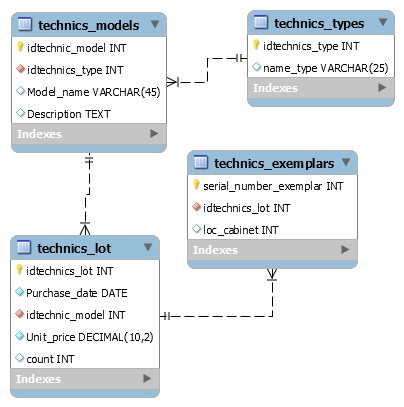 technics_models
idtechnic_model INT
idtechnics_type INT
Model_name VARCHAR(45)
Description TEXT
Indexes
technics_types
idtechnics_type INT
name_type VARCHAR(25)
Indexes
technics_exemplars
serial_number_exemplar INT
idtechnics_lot INT
loc_cabinet INT
Indexes
technics_lot
idtechnics_lot INT
Purchase_date DATE
idtechnic_model INT
Unit_price DECIMAL(10,2)
count INT
Indexes